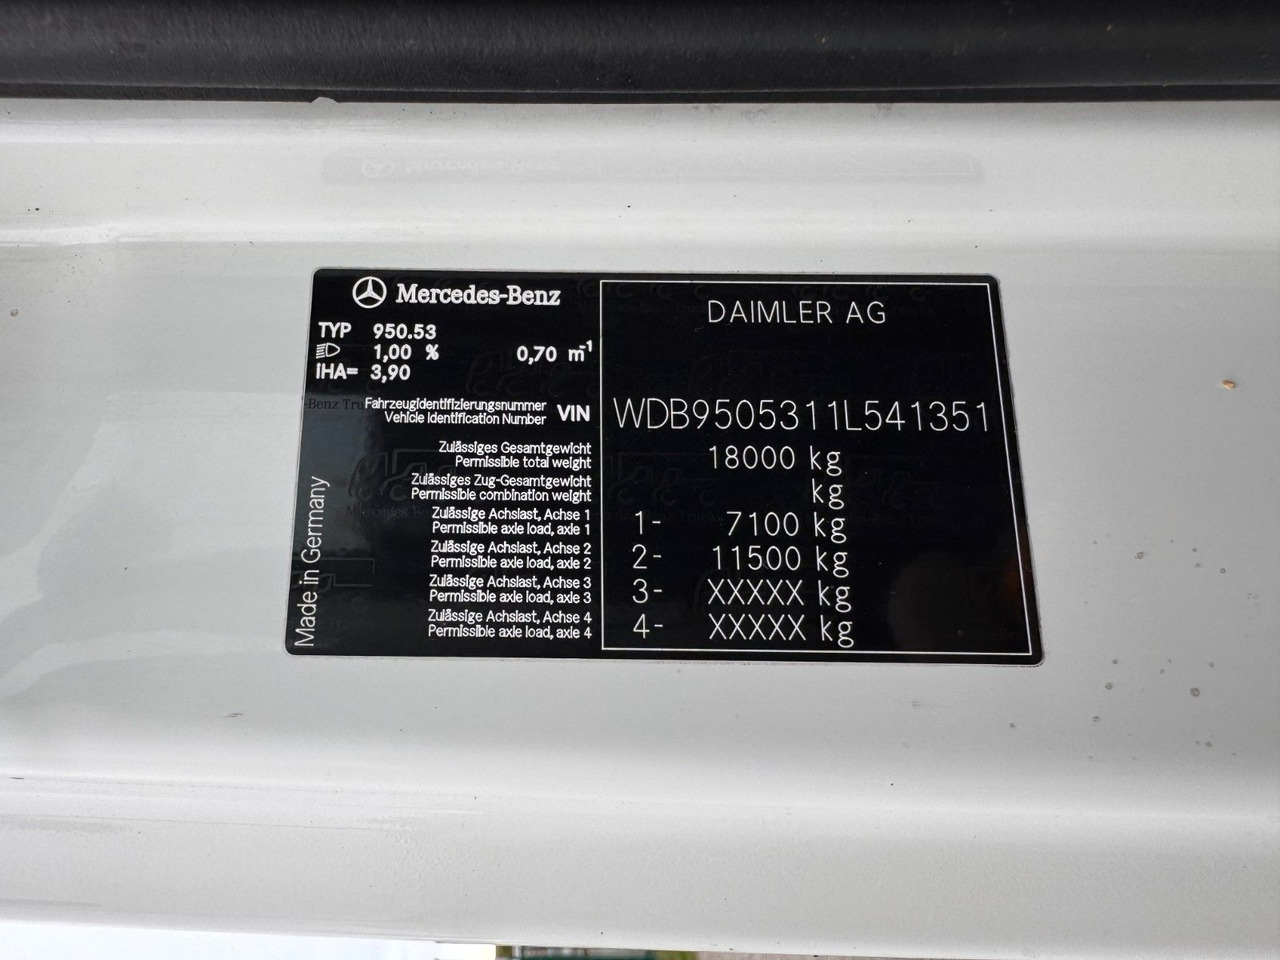 Mercedes-Benz
DAIMLER AG
TYP 950.53
1,00 % 0,70 m⁻¹
iHA= 3,90
Fahrzeugidentifizierungsnummer
Vehicle Identification Number
VIN WDB9505311L541351
Zulässiges Gesamtgewicht
Permissible total weight
18000 kg
Zulässiges Zug-Gesamtgewicht
Permissible combination weight
kg
Zulässige Achslast, Achse 1
Permissible axle load, axle 1
1- 7100 kg
Zulässige Achslast, Achse 2
Permissible axle load, axle 2
2- 11500 kg
Zulässige Achslast, Achse 3
Permissible axle load, axle 3
3- XXXXX kg
Zulässige Achslast, Achse 4
Permissible axle load, axle 4
4- XXXXX kg
Made in Germany